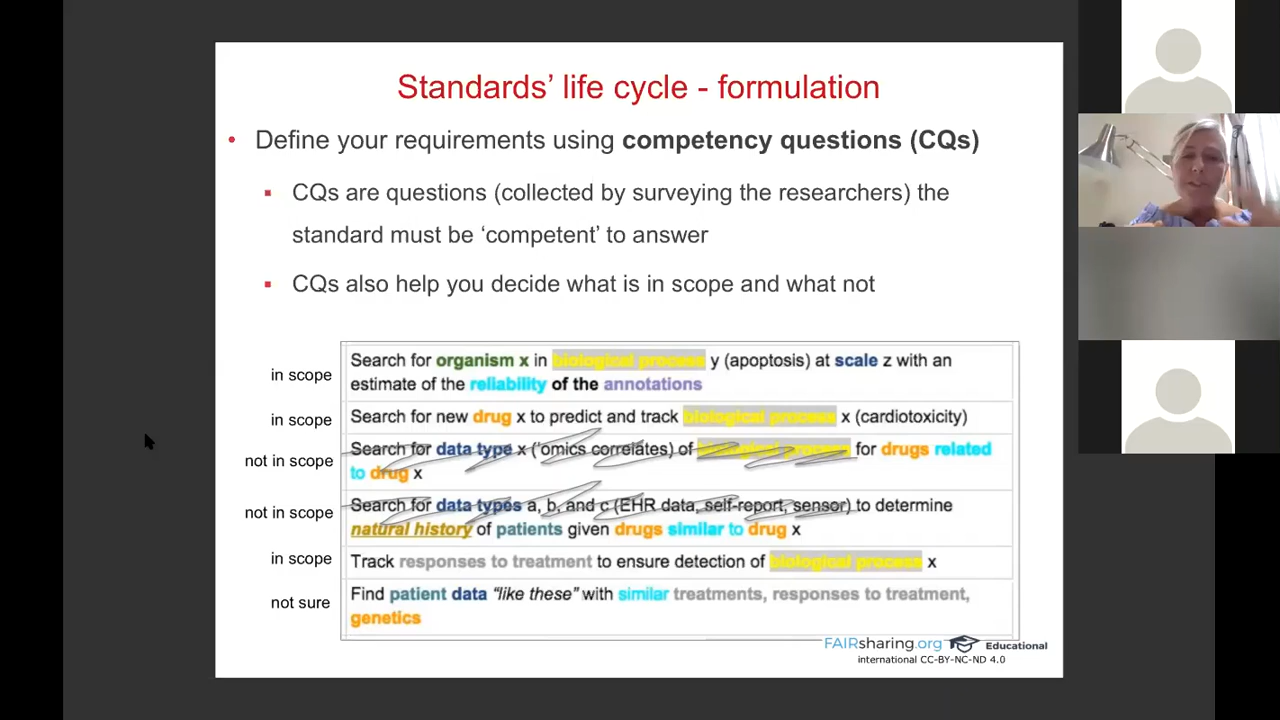 Standards’ life cycle - formulation
• Define your requirements using competency questions (CQs)
▪ CQs are questions (collected by surveying the researchers) the
standard must be ‘competent’ to answer
▪ CQs also help you decide what is in scope and what not
in scope
Search for organism x in biological process y (apoptosis) at scale z with an
estimate of the reliability of the annotations
in scope
Search for new drug x to predict and track biological process x (cardiotoxicity)
not in scope
Search for data type x (‘omics correlates) of biological process for drugs related
to drug x
not in scope
Search for data types a, b, and c (EHR data, self-report, sensor) to determine
natural history of patients given drugs similar to drug x
in scope
Track responses to treatment to ensure detection of biological process x
not sure
Find patient data “like these” with similar treatments, responses to treatment,
genetics
FAIRsharing.org Educational
international CC-BY-NC-ND 4.0